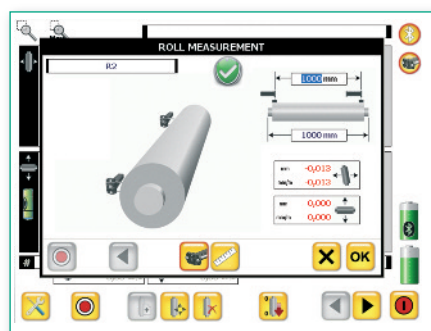 ROLL MEASUREMENT
R2
1000 mm
1000 mm
mm -0,013
mm/m -0,013
mm 0,000
mm/m 0,000
OK
#